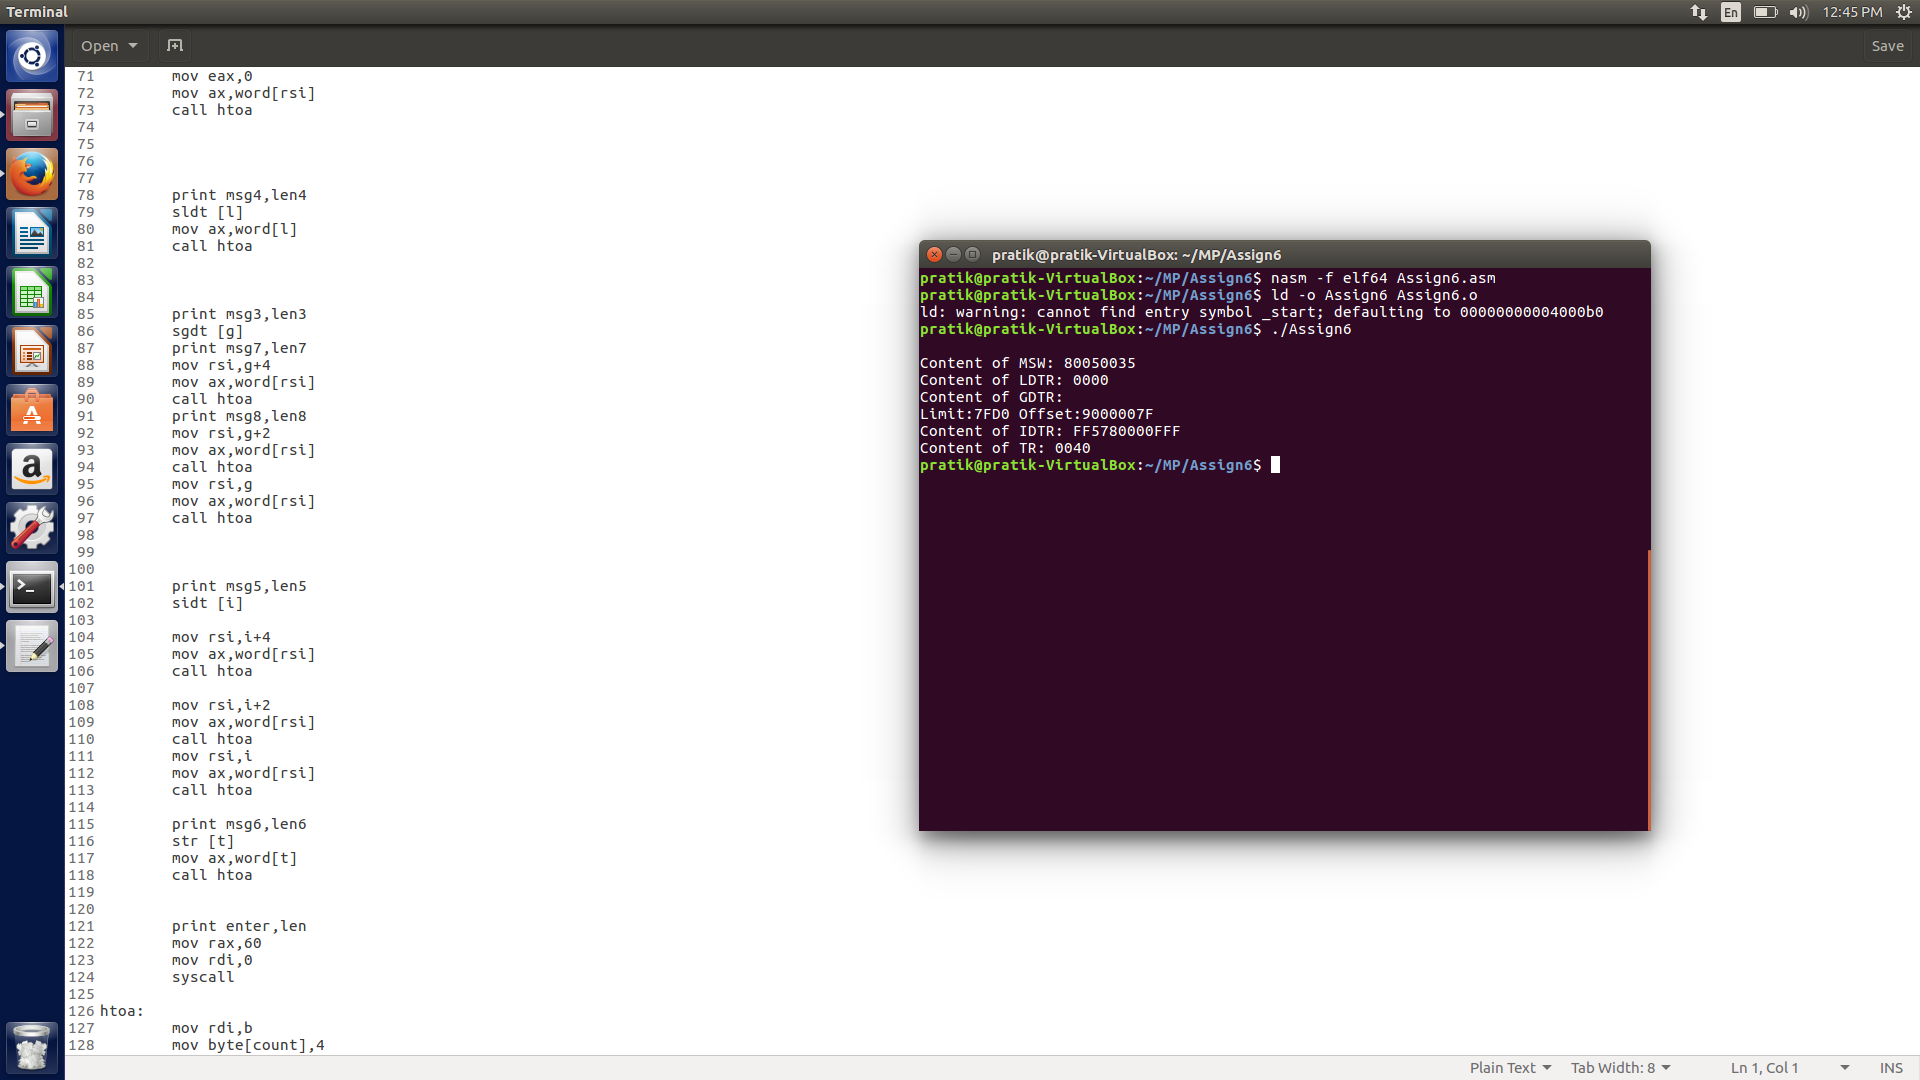 Terminal
En
12:45 PM
Open
Save
71 mov eax,0
72 mov ax,word[rsi]
73 call htoa
74
75
76
77
78 print msg4,len4
79 sldt [l]
80 mov ax,word[l]
81 call htoa
82
83
84
85 print msg3,len3
86 sgdt [g]
87 print msg7,len7
88 mov rsi,g+4
89 mov ax,word[rsi]
90 call htoa
91 print msg8,len8
92 mov rsi,g+2
93 mov ax,word[rsi]
94 call htoa
95 mov rsi,g
96 mov ax,word[rsi]
97 call htoa
98
99
100
101 print msg5,len5
102 sidt [i]
103
104 mov rsi,i+4
105 mov ax,word[rsi]
106 call htoa
107
108 mov rsi,i+2
109 mov ax,word[rsi]
110 call htoa
111 mov rsi,i
112 mov ax,word[rsi]
113 call htoa
114
115 print msg6,len6
116 str [t]
117 mov ax,word[t]
118 call htoa
119
120
121 print enter,len
122 mov rax,60
123 mov rdi,0
124 syscall
125
126 htoa:
127 mov rdi,b
128 mov byte[count],4
pratik@pratik-VirtualBox: ~/MP/Assign6
pratik@pratik-VirtualBox:~/MP/Assign6$ nasm -f elf64 Assign6.asm
pratik@pratik-VirtualBox:~/MP/Assign6$ ld -o Assign6 Assign6.o
ld: warning: cannot find entry symbol _start; defaulting to 00000000004000b0
pratik@pratik-VirtualBox:~/MP/Assign6$ ./Assign6
Content of MSW: 80050035
Content of LDTR: 0000
Content of GDTR:
Limit:7FD0 Offset:9000007F
Content of IDTR: FF5780000FFF
Content of TR: 0040
pratik@pratik-VirtualBox:~/MP/Assign6$
Plain Text
Tab Width: 8
Ln 1, Col 1
INS